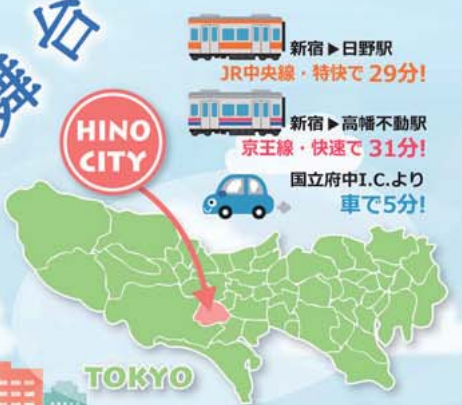 舞台
新宿▶日野駅
JR中央線・特快で 29分!
新宿▶高幡不動駅
京王線・快速で 31分!
国立府中I.C.より
車で5分!
HINO
CITY
TOKYO